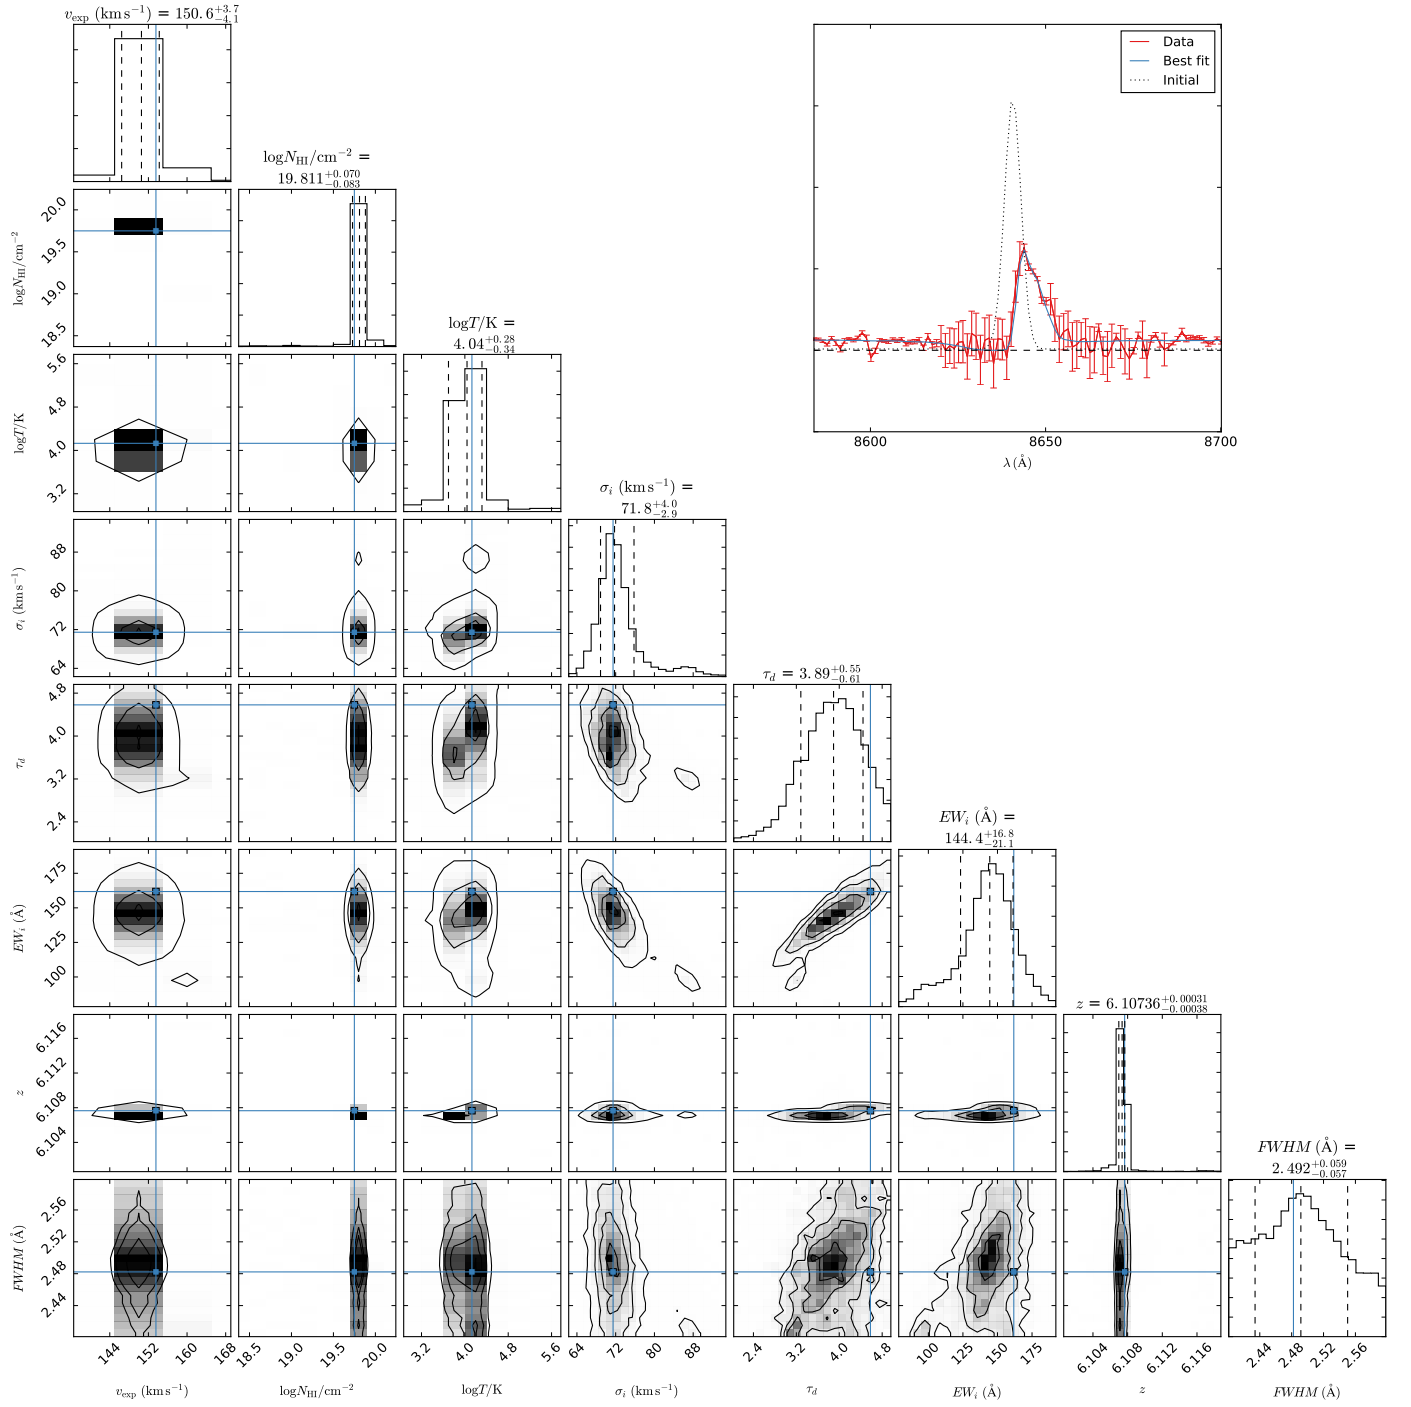 v_exp (km s⁻¹) = 150.6 +3.7 −4.1
Data
Best fit
Initial
8600 8650 8700
λ (Å)
log N_HI/cm⁻² =
19.811 +0.070 −0.083
20.0
19.5
19.0
18.5
log N_HI/cm⁻²
log T/K =
4.04 +0.28 −0.34
5.6
4.8
4.0
3.2
log T/K
σ_i (km s⁻¹) =
71.8 +4.0 −2.9
88
80
72
64
σ_i (km s⁻¹)
τ_d = 3.89 +0.55 −0.61
4.8
4.0
3.2
2.4
τ_d
EW_i (Å) =
144.4 +16.8 −21.1
175
150
125
100
EW_i (Å)
z = 6.10736 +0.00031 −0.00038
6.116
6.112
6.108
6.104
z
FWHM (Å) =
2.492 +0.059 −0.057
2.56
2.52
2.48
2.44
FWHM (Å)
144 152 160 168 18.5 19.0 19.5 20.0 3.2 4.0 4.8 5.6 64 72 80 88 2.4 3.2 4.0 4.8 100 125 150 175 6.104 6.108 6.112 6.116 2.44 2.48 2.52 2.56
v_exp (km s⁻¹) log N_HI/cm⁻² log T/K σ_i (km s⁻¹) τ_d EW_i (Å) z FWHM (Å)